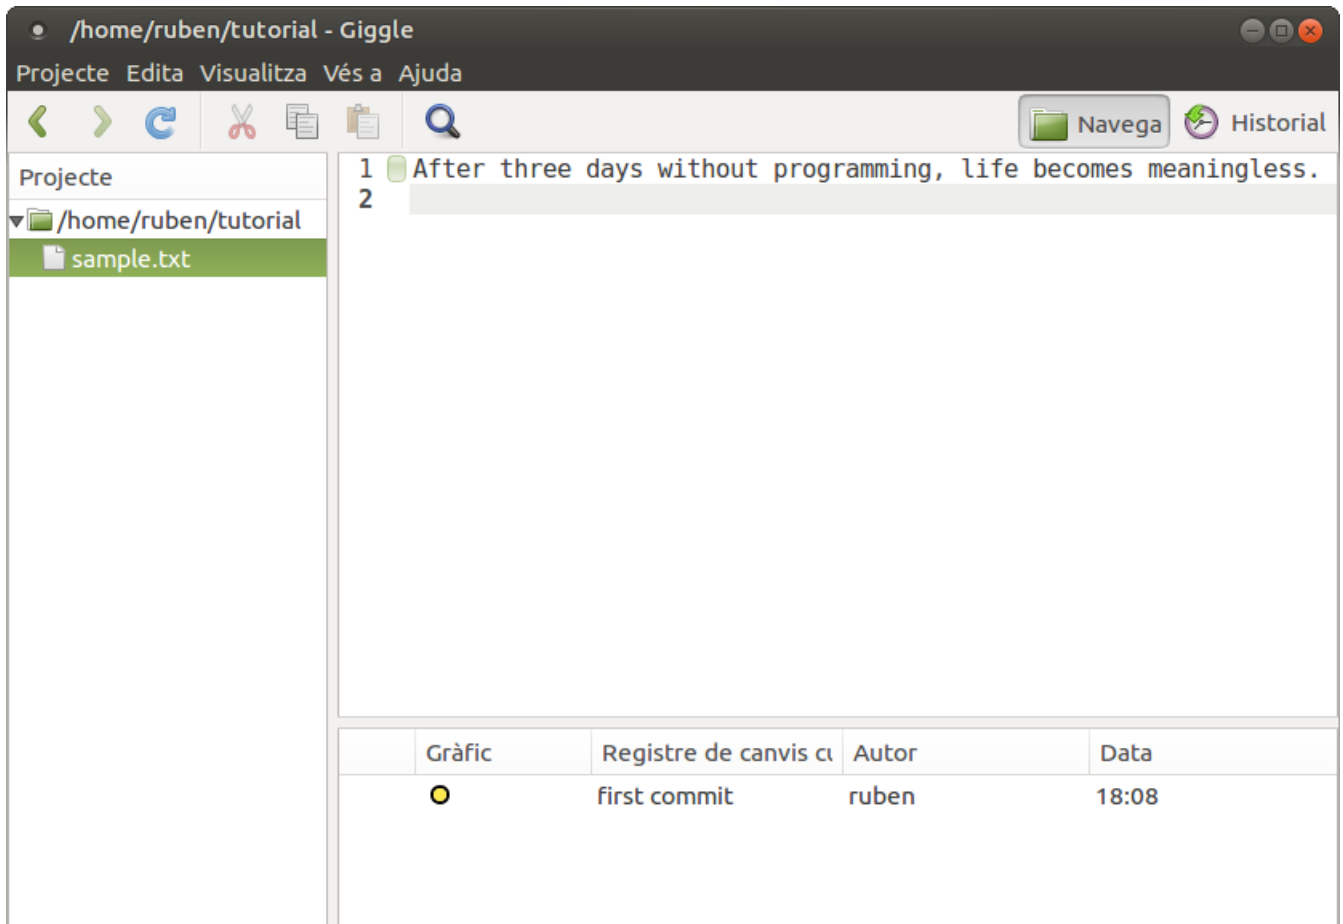 /home/ruben/tutorial - Giggle
Projecte Edita Visualitza Vés a Ajuda
Navega Historial
Projecte
/home/ruben/tutorial
sample.txt
1 After three days without programming, life becomes meaningless.
2
Gràfic Registre de canvis cu Autor Data
first commit ruben 18:08